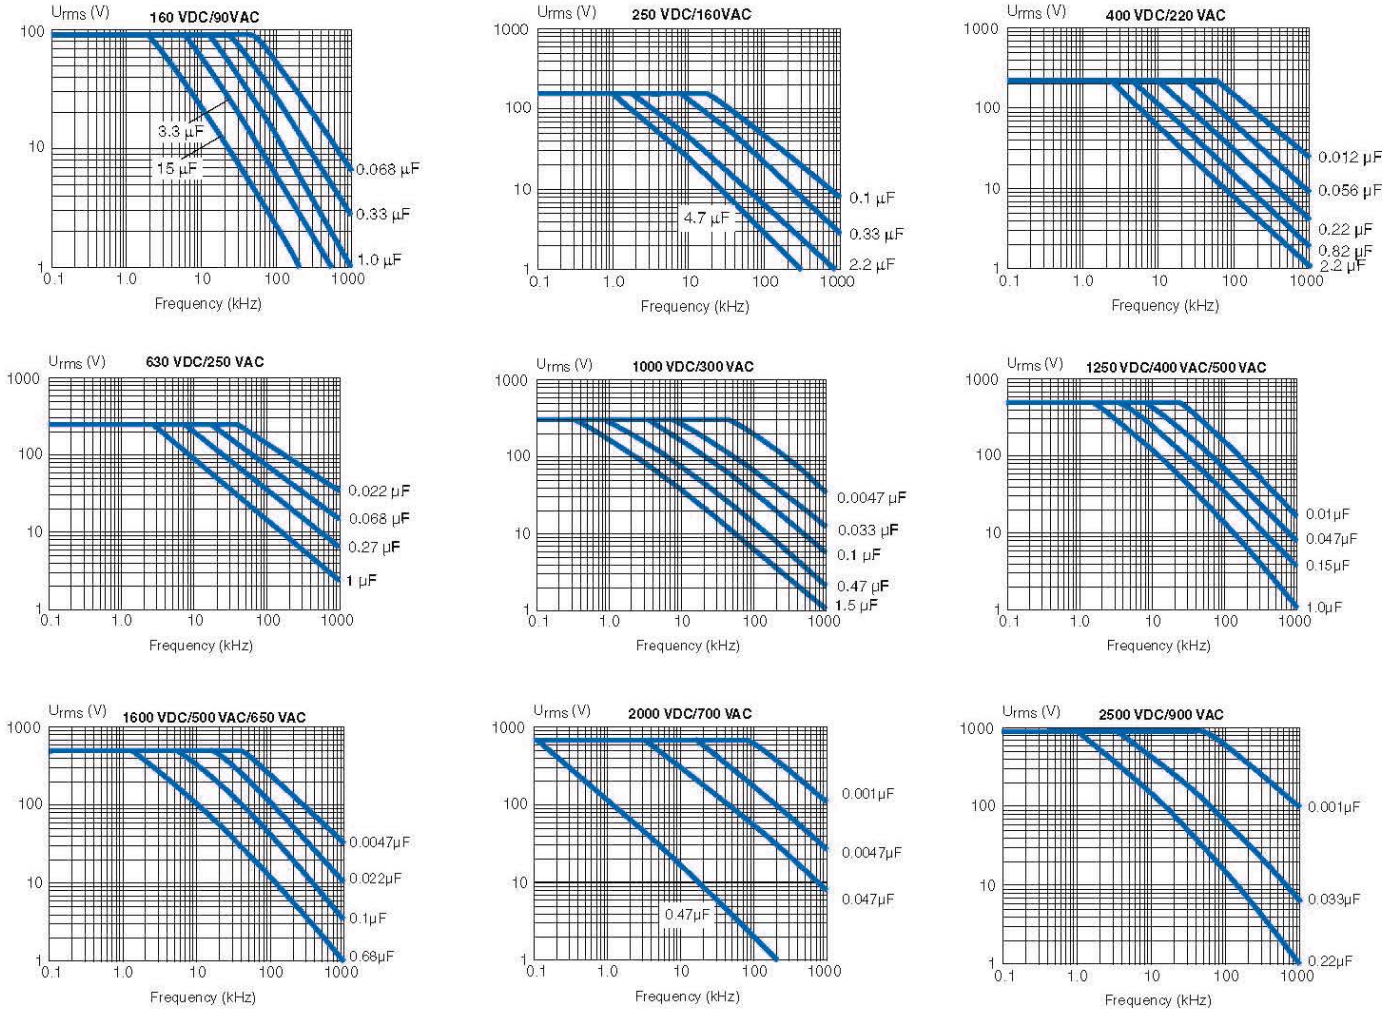 Urms (V) 160 VDC/90VAC
100
10
1
3.3 µF
15 µF
0.068 µF
0.33 µF
1.0 µF
0.1 1.0 10 100 1000
Frequency (kHz)
Urms (V) 250 VDC/160VAC
1000
100
10
1
4.7 µF
0.1 µF
0.33 µF
2.2 µF
0.1 1.0 10 100 1000
Frequency (kHz)
Urms (V) 400 VDC/220 VAC
1000
100
10
1
0.012 µF
0.056 µF
0.22 µF
0.82 µF
2.2 µF
0.1 1.0 10 100 1000
Frequency (kHz)
Urms (V) 630 VDC/250 VAC
1000
100
10
1
0.022 µF
0.068 µF
0.27 µF
1 µF
0.1 1.0 10 100 1000
Frequency (kHz)
Urms (V) 1000 VDC/300 VAC
1000
100
10
1
0.0047 µF
0.033 µF
0.1 µF
0.47 µF
1.5 µF
0.1 1.0 10 100 1000
Frequency (kHz)
Urms (V) 1250 VDC/400 VAC/500 VAC
1000
100
10
1
0.01µF
0.047µF
0.15µF
1.0µF
0.1 1.0 10 100 1000
Frequency (kHz)
Urms (V) 1600 VDC/500 VAC/650 VAC
1000
100
10
1
0.0047µF
0.022µF
0.1µF
0.68µF
0.1 1.0 10 100 1000
Frequency (kHz)
Urms (V) 2000 VDC/700 VAC
1000
100
10
1
0.47µF
0.001µF
0.0047µF
0.047µF
0.1 1.0 10 100 1000
Frequency (kHz)
Urms (V) 2500 VDC/900 VAC
1000
100
10
1
0.001µF
0.033µF
0.22µF
0.1 1.0 10 100 1000
Frequency (kHz)